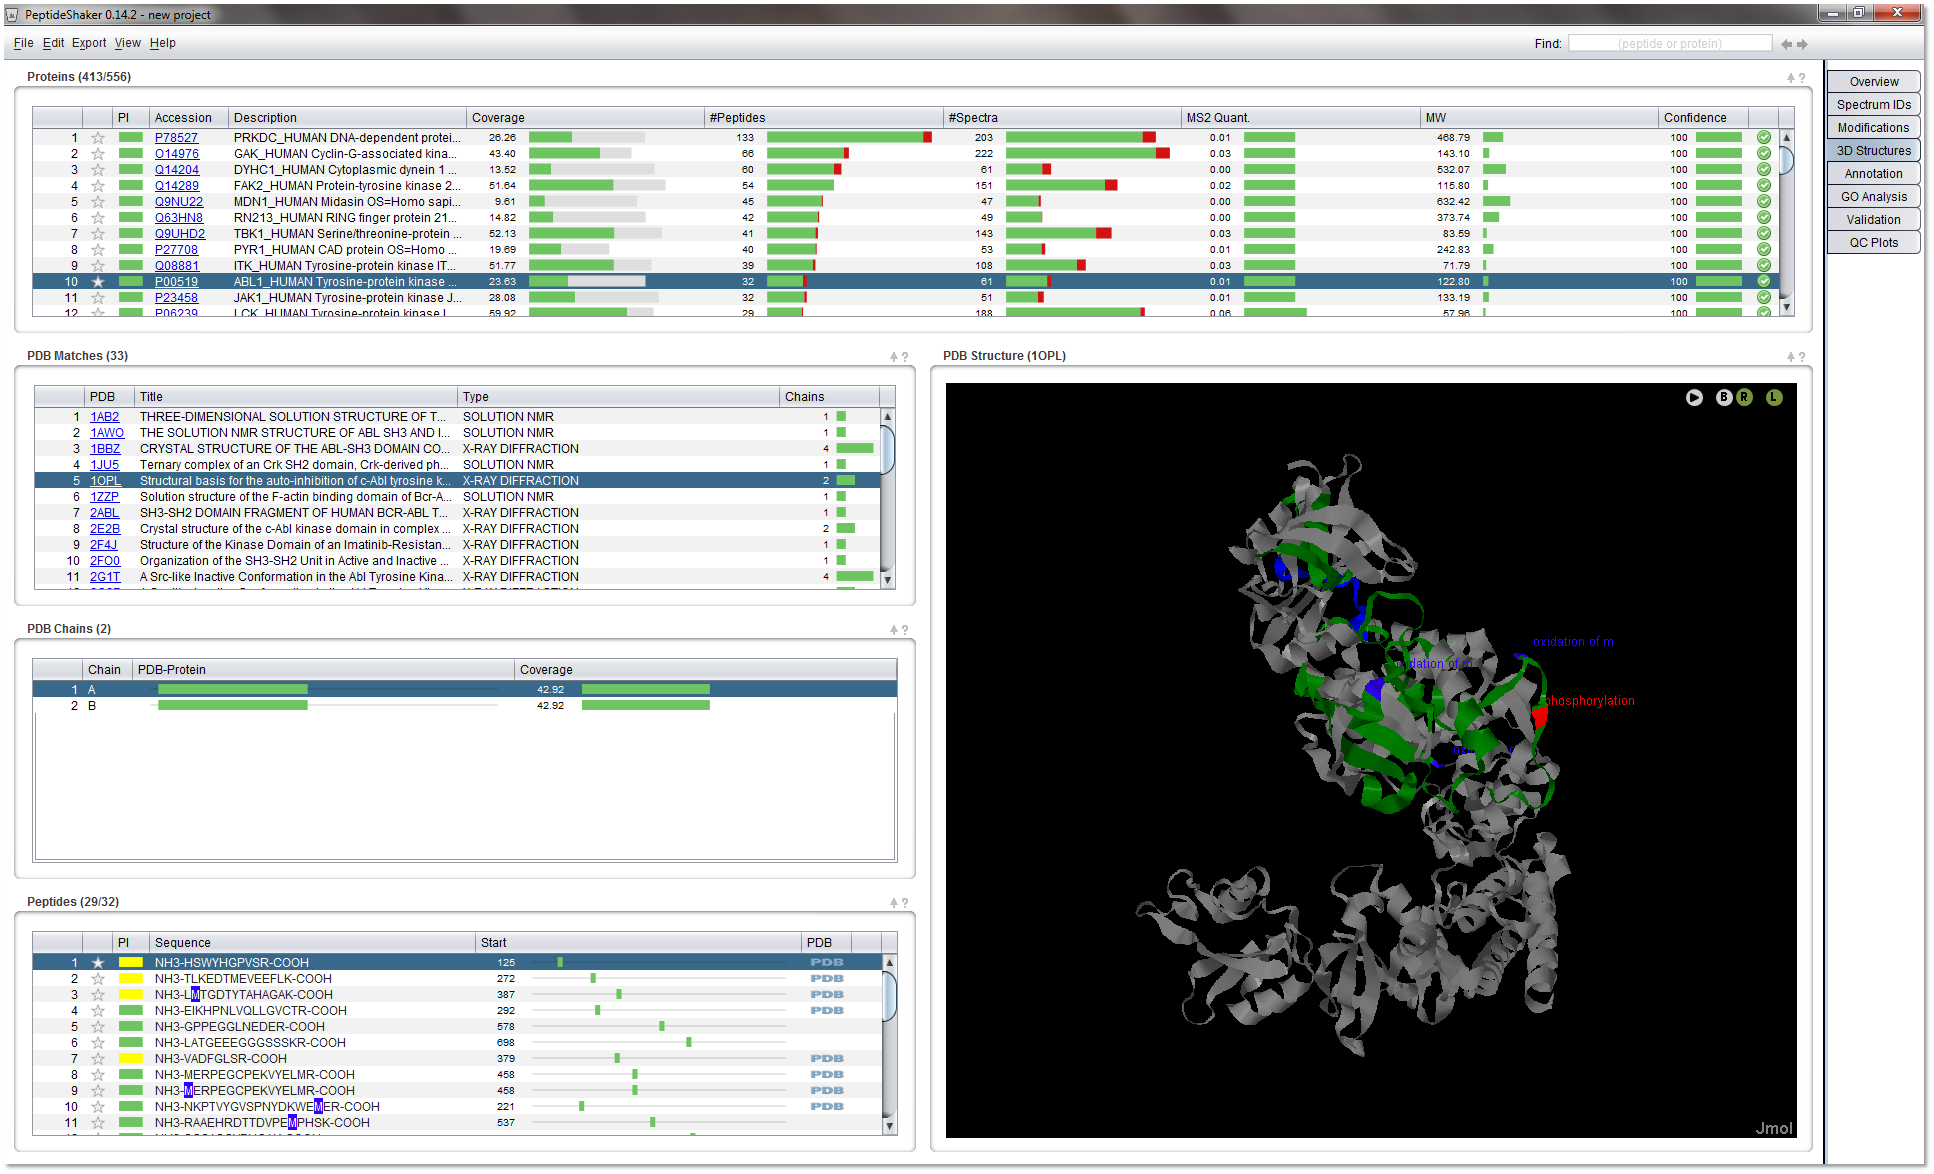 PeptideShaker 0.14.2 - new project
File Edit Export View Help
Find: (peptide or protein)
Overview
Spectrum IDs
Modifications
3D Structures
Annotation
GO Analysis
Validation
QC Plots
Proteins (413/556)
PI Accession Description Coverage #Peptides #Spectra MS2 Quant. MW Confidence
1 P78527 PRKDC_HUMAN DNA-dependent protei... 26.26 133 203 0.01 468.79 100
2 O14976 GAK_HUMAN Cyclin-G-associated kina... 43.40 66 222 0.03 143.10 100
3 Q14204 DYHC1_HUMAN Cytoplasmic dynein 1 ... 13.52 60 61 0.00 532.07 100
4 Q14289 FAK2_HUMAN Protein-tyrosine kinase 2... 51.64 54 151 0.02 115.80 100
5 Q9NU22 MDN1_HUMAN Midasin OS=Homo sapi... 9.61 45 47 0.00 632.42 100
6 Q63HN8 RN213_HUMAN RING finger protein 21... 14.82 42 49 0.00 373.74 100
7 Q9UHD2 TBK1_HUMAN Serine/threonine-protein ... 52.13 41 143 0.03 83.59 100
8 P27708 PYR1_HUMAN CAD protein OS=Homo ... 19.69 40 53 0.01 242.83 100
9 Q08881 ITK_HUMAN Tyrosine-protein kinase IT... 51.77 39 108 0.03 71.79 100
10 P00519 ABL1_HUMAN Tyrosine-protein kinase ... 23.63 32 61 0.01 122.80 100
11 P23458 JAK1_HUMAN Tyrosine-protein kinase J... 28.08 32 51 0.01 133.19 100
12 P06239 LCK_HUMAN Tyrosine-protein kinase L... 59.92 29 188 0.06 57.96 100
PDB Matches (33)
PDB Title Type Chains
1 1AB2 THREE-DIMENSIONAL SOLUTION STRUCTURE OF T... SOLUTION NMR 1
2 1AWO THE SOLUTION NMR STRUCTURE OF ABL SH3 AND I... SOLUTION NMR 1
3 1BBZ CRYSTAL STRUCTURE OF THE ABL-SH3 DOMAIN CO... X-RAY DIFFRACTION 4
4 1JU5 Ternary complex of an Crk SH2 domain, Crk-derived ph... SOLUTION NMR 1
5 1OPL Structural basis for the auto-inhibition of c-Abl tyrosine k... X-RAY DIFFRACTION 2
6 1ZZP Solution structure of the F-actin binding domain of Bcr-A... SOLUTION NMR 1
7 2ABL SH3-SH2 DOMAIN FRAGMENT OF HUMAN BCR-ABL T... X-RAY DIFFRACTION 1
8 2E2B Crystal structure of the c-Abl kinase domain in complex ... X-RAY DIFFRACTION 2
9 2F4J Structure of the Kinase Domain of an Imatinib-Resistan... X-RAY DIFFRACTION 1
10 2FO0 Organization of the SH3-SH2 Unit in Active and Inactive ... X-RAY DIFFRACTION 1
11 2G1T A Src-like Inactive Conformation in the Abl Tyrosine Kina... X-RAY DIFFRACTION 4
PDB Chains (2)
Chain PDB-Protein Coverage
1 A 42.92
2 B 42.92
Peptides (29/32)
PI Sequence Start PDB
1 NH3-HSWYHGPVSR-COOH 125 PDB
2 NH3-TLKEDTMEVEEFLK-COOH 272 PDB
3 NH3-LMTGDTYTAHAGAK-COOH 387 PDB
4 NH3-EIKHPNLVQLLGVCTR-COOH 292 PDB
5 NH3-GPPEGGLNEDER-COOH 578
6 NH3-LATGEEEGGGSSSKR-COOH 698
7 NH3-VADFGLSR-COOH 379 PDB
8 NH3-MERPEGCPEKVYELMR-COOH 458 PDB
9 NH3-MERPEGCPEKVYELMR-COOH 458 PDB
10 NH3-NKPTVYGVSPNYDKWEMER-COOH 221 PDB
11 NH3-RAAEHRDTTDVPEMPHSK-COOH 537
PDB Structure (1OPL)
B R L
oxidation of m
phosphorylation
Jmol